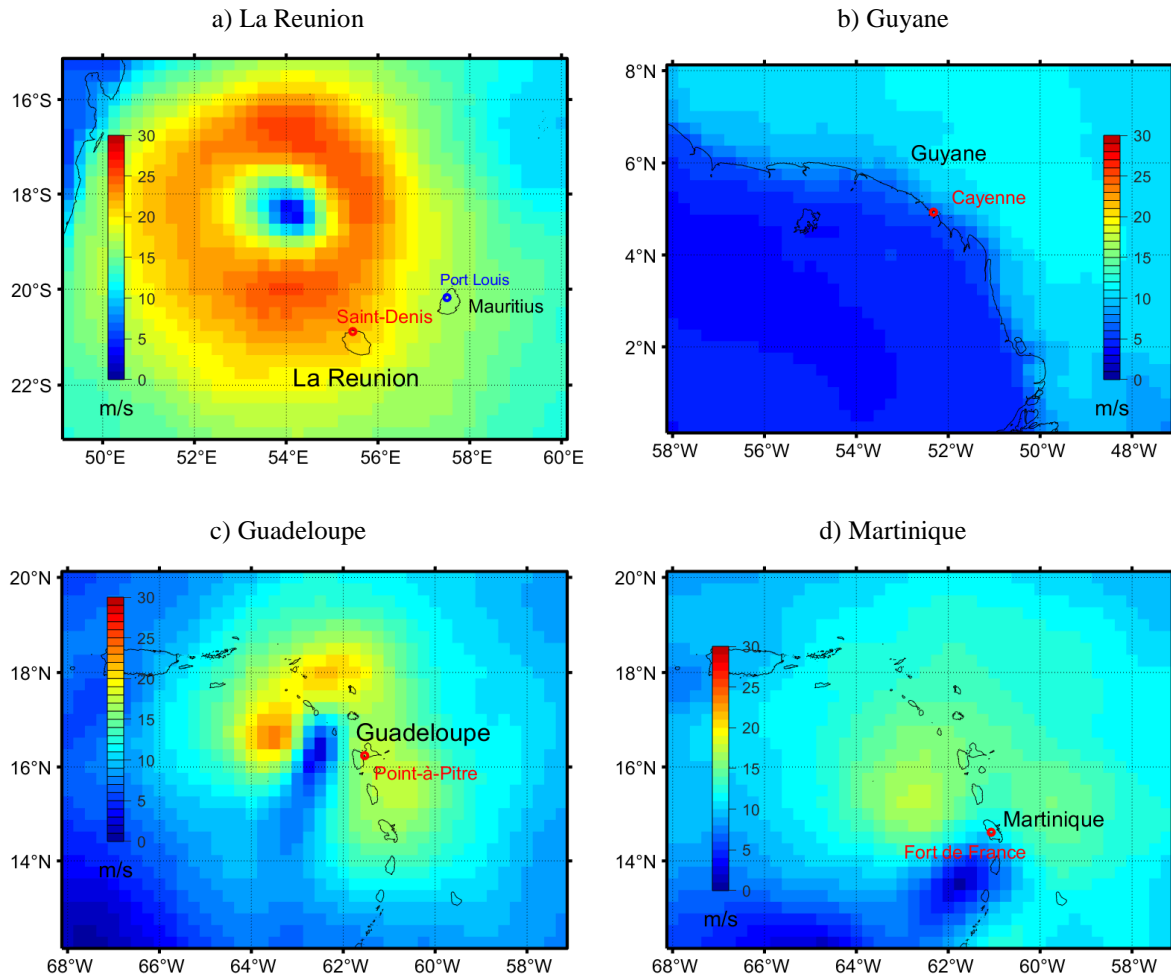 a) La Reunion
16°S
18°S
20°S
22°S
30
20
10
0
m/s
Port Louis
Mauritius
Saint-Denis
La Reunion
50°E 52°E 54°E 56°E 58°E 60°E
b) Guyane
8°N
6°N
4°N
2°N
Guyane
Cayenne
30
25
20
15
10
5
0
m/s
58°W 56°W 54°W 52°W 50°W 48°W
c) Guadeloupe
20°N
18°N
16°N
14°N
30
25
20
15
10
5
0
m/s
Guadeloupe
Point-à-Pitre
68°W 66°W 64°W 62°W 60°W 58°W
d) Martinique
20°N
18°N
16°N
14°N
30
25
20
15
10
5
0
m/s
Martinique
Fort de France
68°W 66°W 64°W 62°W 60°W 58°W